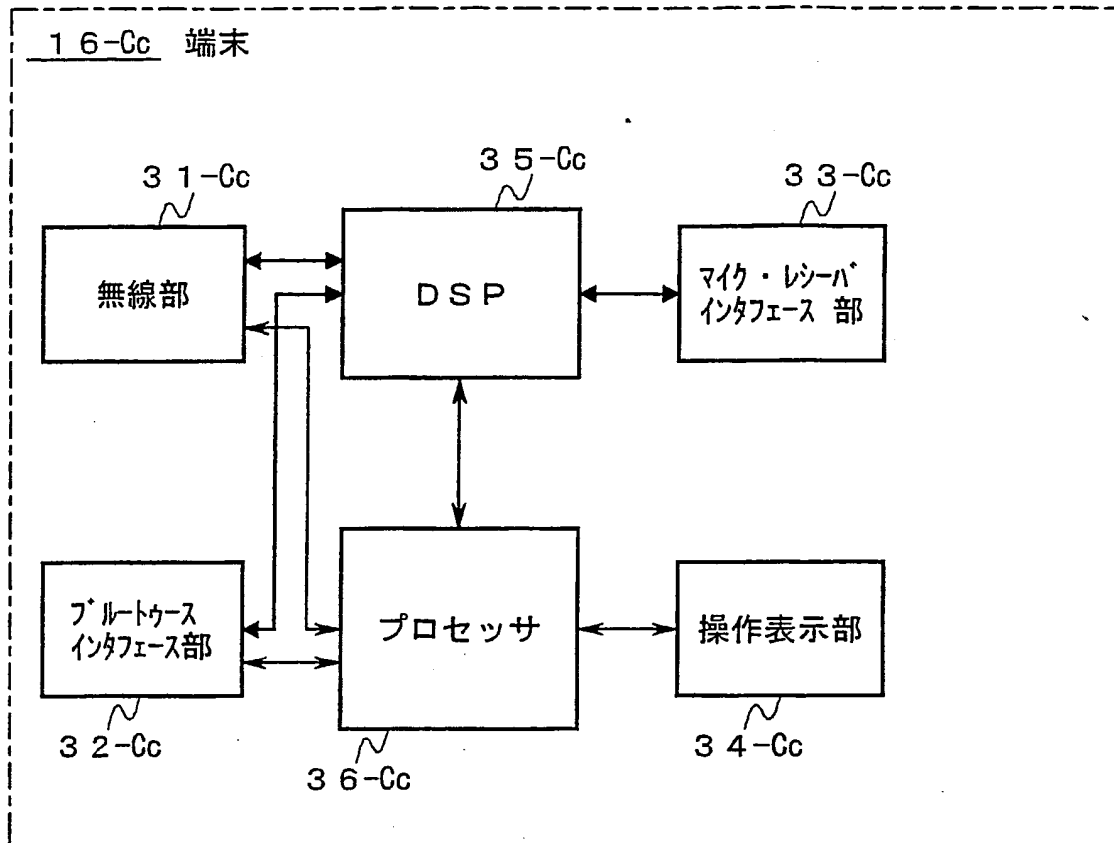 16-Cc 端末
31-Cc
35-Cc
33-Cc
無線部
DSP
マイク・レシーバ
インタフェース 部
ブルートゥース
インタフェース部
プロセッサ
操作表示部
32-Cc
36-Cc
34-Cc